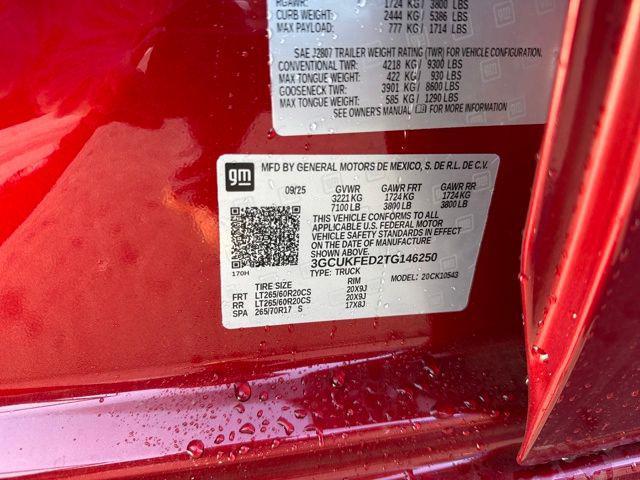 RGAWR: 1724 KG / 3800 LBS
CURB WEIGHT: 2444 KG / 5386 LBS
MAX PAYLOAD: 777 KG / 1714 LBS
SAE J2807 TRAILER WEIGHT RATING (TWR) FOR VEHICLE CONFIGURATION.
CONVENTIONAL TWR: 4218 KG / 9300 LBS
MAX TONGUE WEIGHT: 422 KG / 930 LBS
GOOSENECK TWR: 3901 KG / 8600 LBS
MAX TONGUE WEIGHT: 585 KG / 1290 LBS
SEE OWNER'S MANUAL FOR MORE INFORMATION
gm MFD BY GENERAL MOTORS DE MEXICO, S. DE R.L. DE C.V.
09/25 GVWR GAWR FRT GAWR RR
3221 KG 1724 KG 1724 KG
7100 LB 3800 LB 3800 LB
THIS VEHICLE CONFORMS TO ALL
APPLICABLE U.S. FEDERAL MOTOR
VEHICLE SAFETY STANDARDS IN EFFECT
ON THE DATE OF MANUFACTURE
3GCUKFED2TG146250
170H TYPE: TRUCK MODEL: 20CK10543
TIRE SIZE RIM
FRT LT265/60R20CS 20X9J
RR LT265/60R20CS 20X9J
SPA 265/70R17 S 17X8J